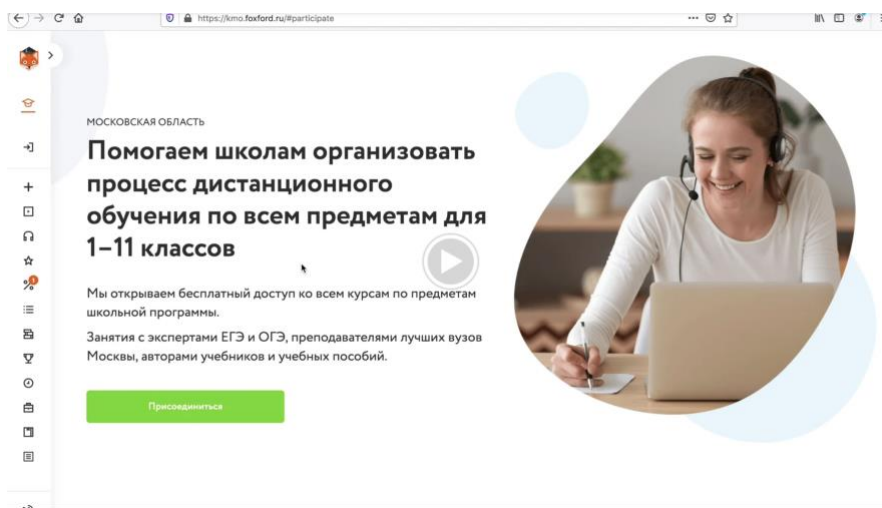 https://kmo.foxford.ru/#participate
1
МОСКОВСКАЯ ОБЛАСТЬ
Помогаем школам организовать
процесс дистанционного
обучения по всем предметам для
1–11 классов
Мы открываем бесплатный доступ ко всем курсам по предметам
школьной программы.
Занятия с экспертами ЕГЭ и ОГЭ, преподавателями лучших вузов
Москвы, авторами учебников и учебных пособий.
Присоединиться